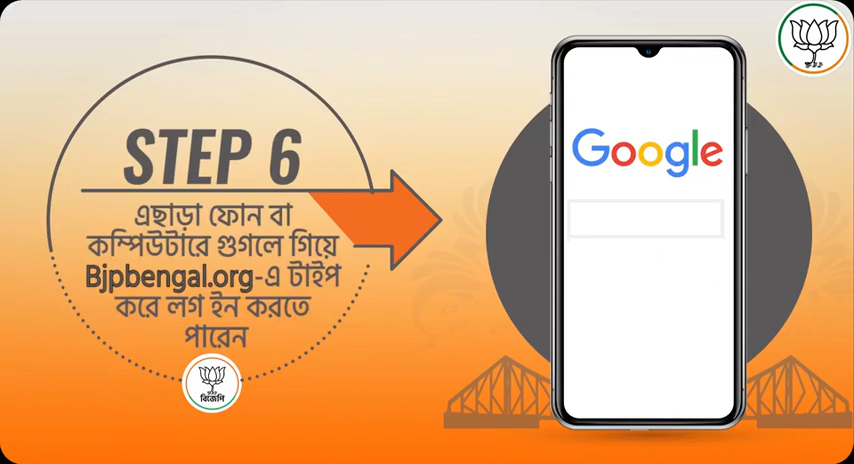 STEP 6
এছাড়া ফোন বা
কম্পিউটারে গুগলে গিয়ে
Bjpbengal.org-এ টাইপ
করে লগ ইন করতে
পারেন
বিজেপি
Google